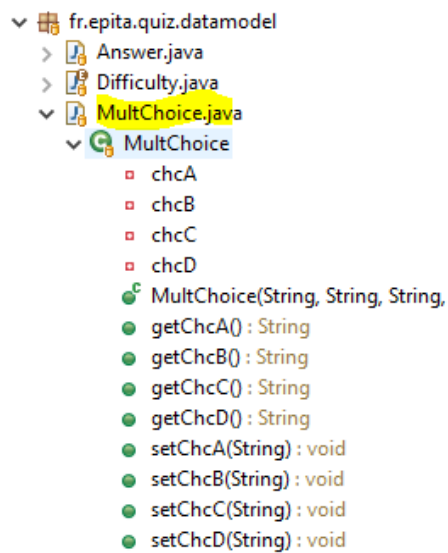 fr.epita.quiz.datamodel
Answer.java
Difficulty.java
MultChoice.java
MultChoice
chcA
chcB
chcC
chcD
MultChoice(String, String, String,
getChcA() : String
getChcB() : String
getChcC() : String
getChcD() : String
setChcA(String) : void
setChcB(String) : void
setChcC(String) : void
setChcD(String) : void